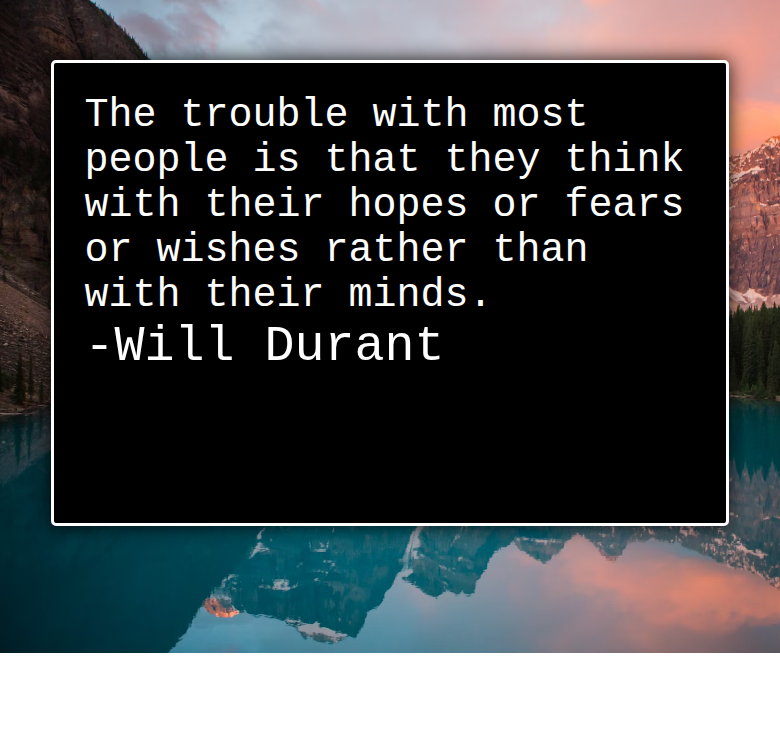 The trouble with most
people is that they think
with their hopes or fears
or wishes rather than
with their minds.
-Will Durant